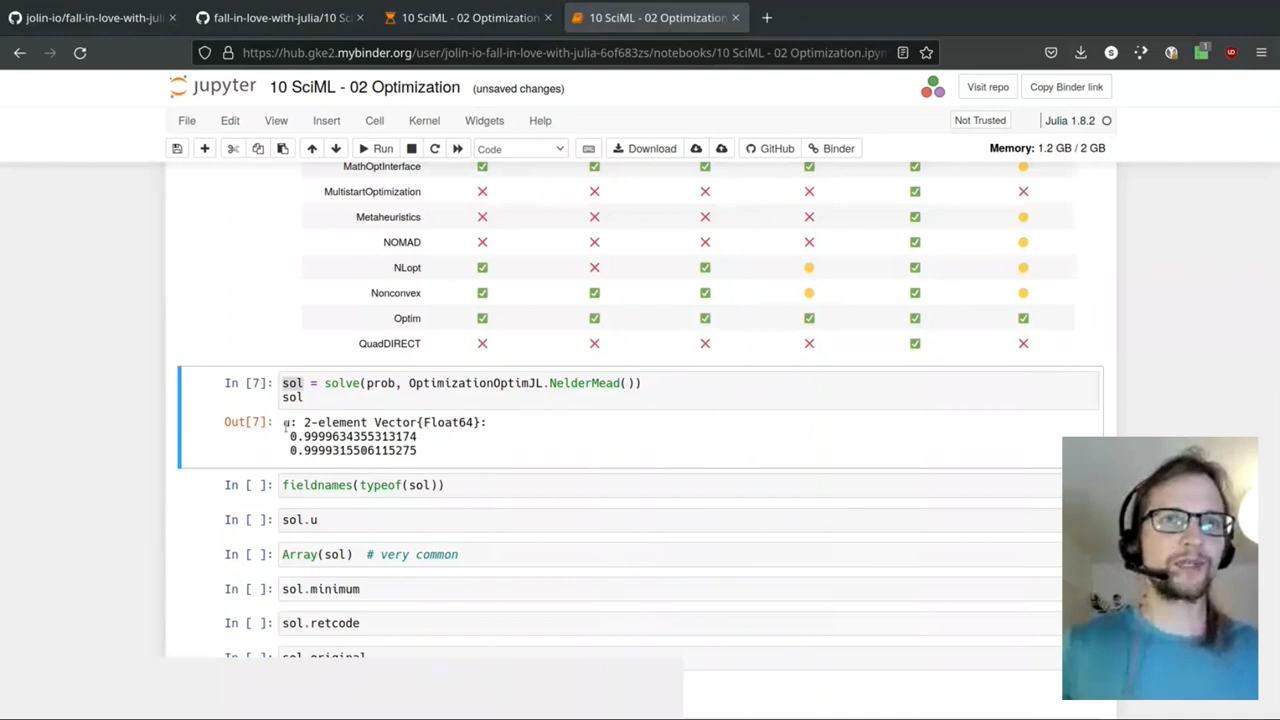 jolin-io/fall-in-love-with-jul
fall-in-love-with-julia/10 Sci
10 SciML - 02 Optimization
10 SciML - 02 Optimization
https://hub.gke2.mybinder.org/user/jolin-io-fall-in-love-with-julia-6of683zs/notebooks/10 SciML - 02 Optimization.ipyn
1
jupyter 10 SciML - 02 Optimization (unsaved changes)
Visit repo Copy Binder link
File Edit View Insert Cell Kernel Widgets Help
Not Trusted Julia 1.8.2
Run Code Download GitHub Binder Memory: 1.2 GB / 2 GB
MathOptInterface
MultistartOptimization
Metaheuristics
NOMAD
NLopt
Nonconvex
Optim
QuadDIRECT
In [7]: sol = solve(prob, OptimizationOptimJL.NelderMead())
sol
Out[7]: u: 2-element Vector{Float64}:
0.9999634355313174
0.9999315506115275
In [ ]: fieldnames(typeof(sol))
In [ ]: sol.u
In [ ]: Array(sol) # very common
In [ ]: sol.minimum
In [ ]: sol.retcode
In [ ]: sol.original